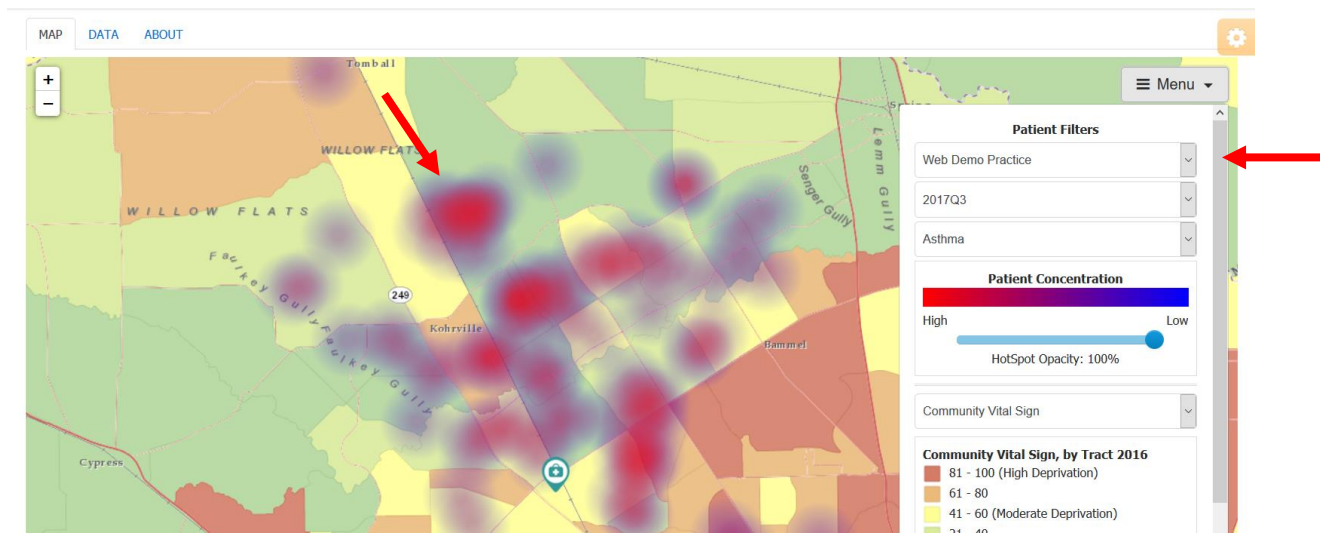 MAP DATA ABOUT
+
−
Tomball
Menu
WILLOW FLATS
WILLOW FLATS
Lemm Gully
Senger Gully
Faulkey Gully
Faulkey Gully
249
Kohrville
Bammel
Cypress
Patient Filters
Web Demo Practice
2017Q3
Asthma
Patient Concentration
High Low
HotSpot Opacity: 100%
Community Vital Sign
Community Vital Sign, by Tract 2016
81 - 100 (High Deprivation)
61 - 80
41 - 60 (Moderate Deprivation)
21 - 40